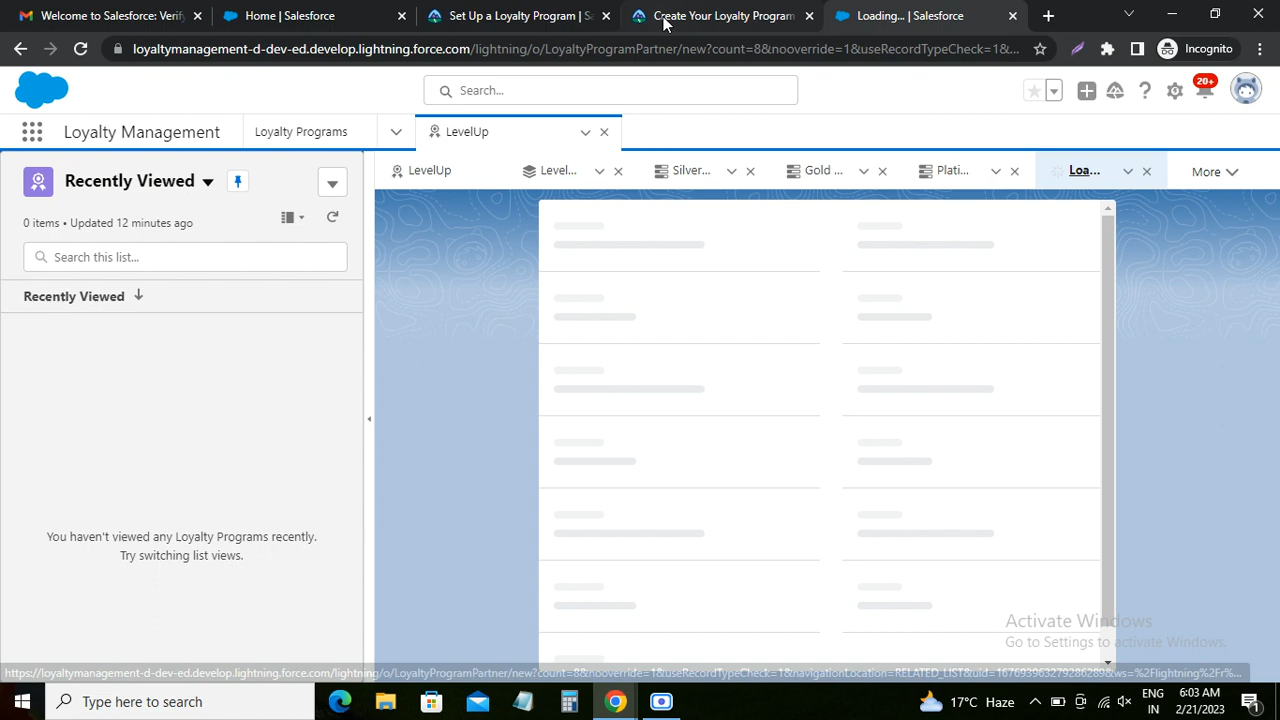 Welcome to Salesforce: Verify
Home | Salesforce
Set Up a Loyalty Program | Sa
Create Your Loyalty Program
Loading... | Salesforce
loyaltymanagement-d-dev-ed.develop.lightning.force.com/lightning/o/LoyaltyProgramPartner/new?count=8&nooverride=1&useRecordTypeCheck=1&...
Incognito
Search...
20+
Loyalty Management
Loyalty Programs
LevelUp
Recently Viewed
LevelUp
Level...
Silver...
Gold ...
Plati...
Loa...
More
0 items • Updated 12 minutes ago
Search this list...
Recently Viewed
You haven't viewed any Loyalty Programs recently.
Try switching list views.
Activate Windows
Go to Settings to activate Windows.
Type here to search
17°C Haze
ENG
IN
6:03 AM
2/21/2023
1